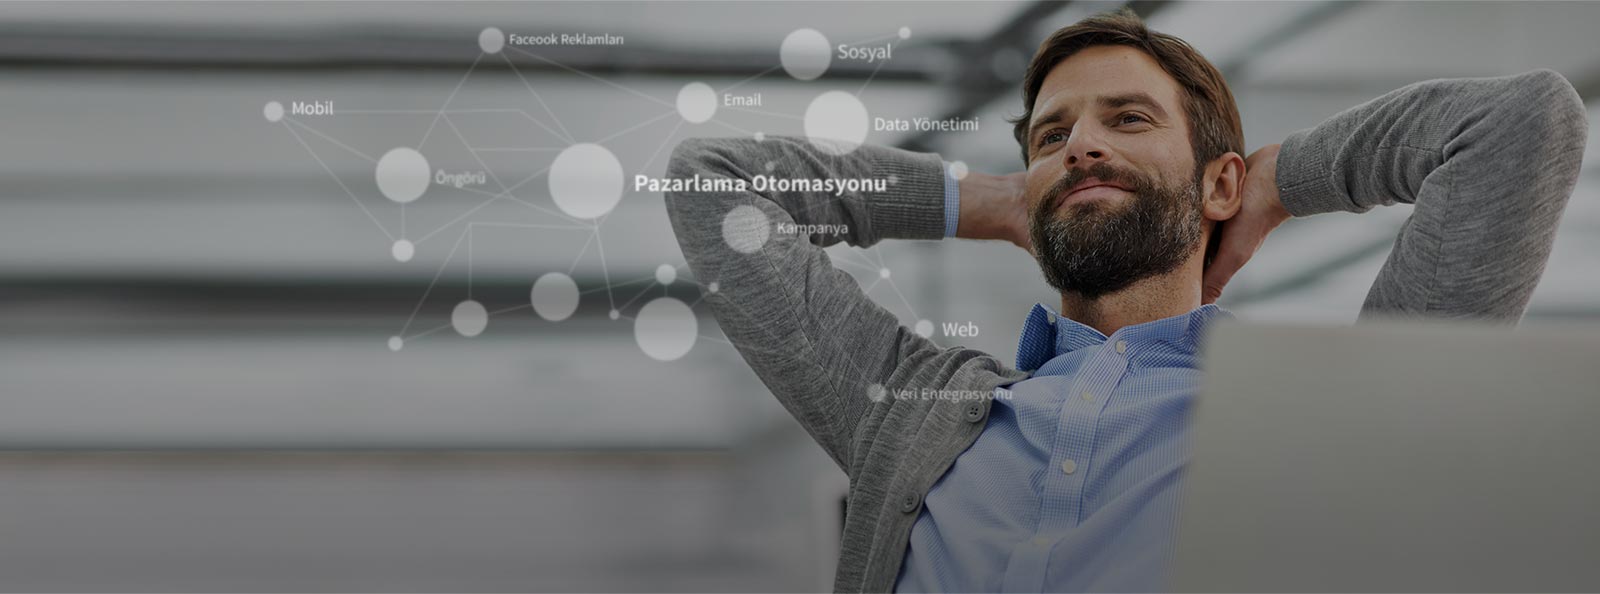 Faceook Reklamları
Sosyal
Mobil
Email
Data Yönetimi
Öngörü
Pazarlama Otomasyonu
Kampanya
Web
Veri Entegrasyonu